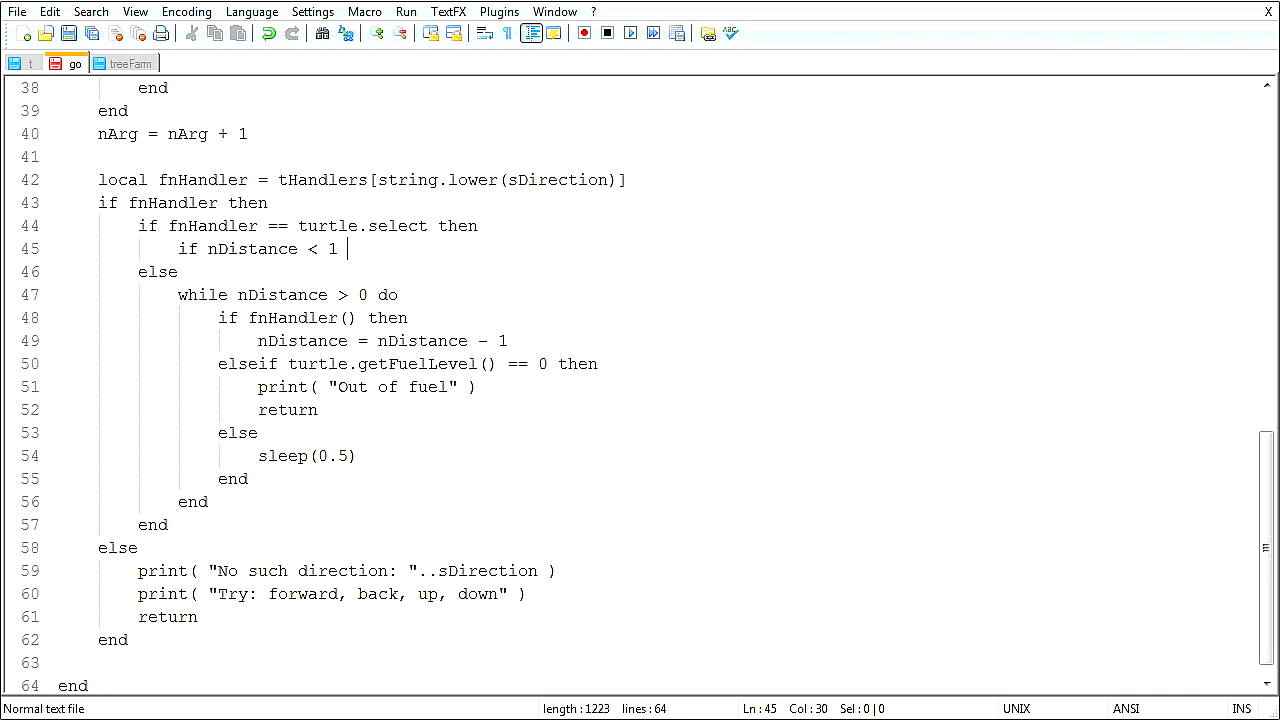 File Edit Search View Encoding Language Settings Macro Run TextFX Plugins Window ? X
t go treeFarm
38 end
39 end
40 nArg = nArg + 1
41
42 local fnHandler = tHandlers[string.lower(sDirection)]
43 if fnHandler then
44 if fnHandler == turtle.select then
45 if nDistance < 1
46 else
47 while nDistance > 0 do
48 if fnHandler() then
49 nDistance = nDistance - 1
50 elseif turtle.getFuelLevel() == 0 then
51 print( "Out of fuel" )
52 return
53 else
54 sleep(0.5)
55 end
56 end
57 end
58 else
59 print( "No such direction: "..sDirection )
60 print( "Try: forward, back, up, down" )
61 return
62 end
63
64 end
Normal text file length : 1223 lines : 64 Ln : 45 Col : 30 Sel : 0 | 0 UNIX ANSI INS